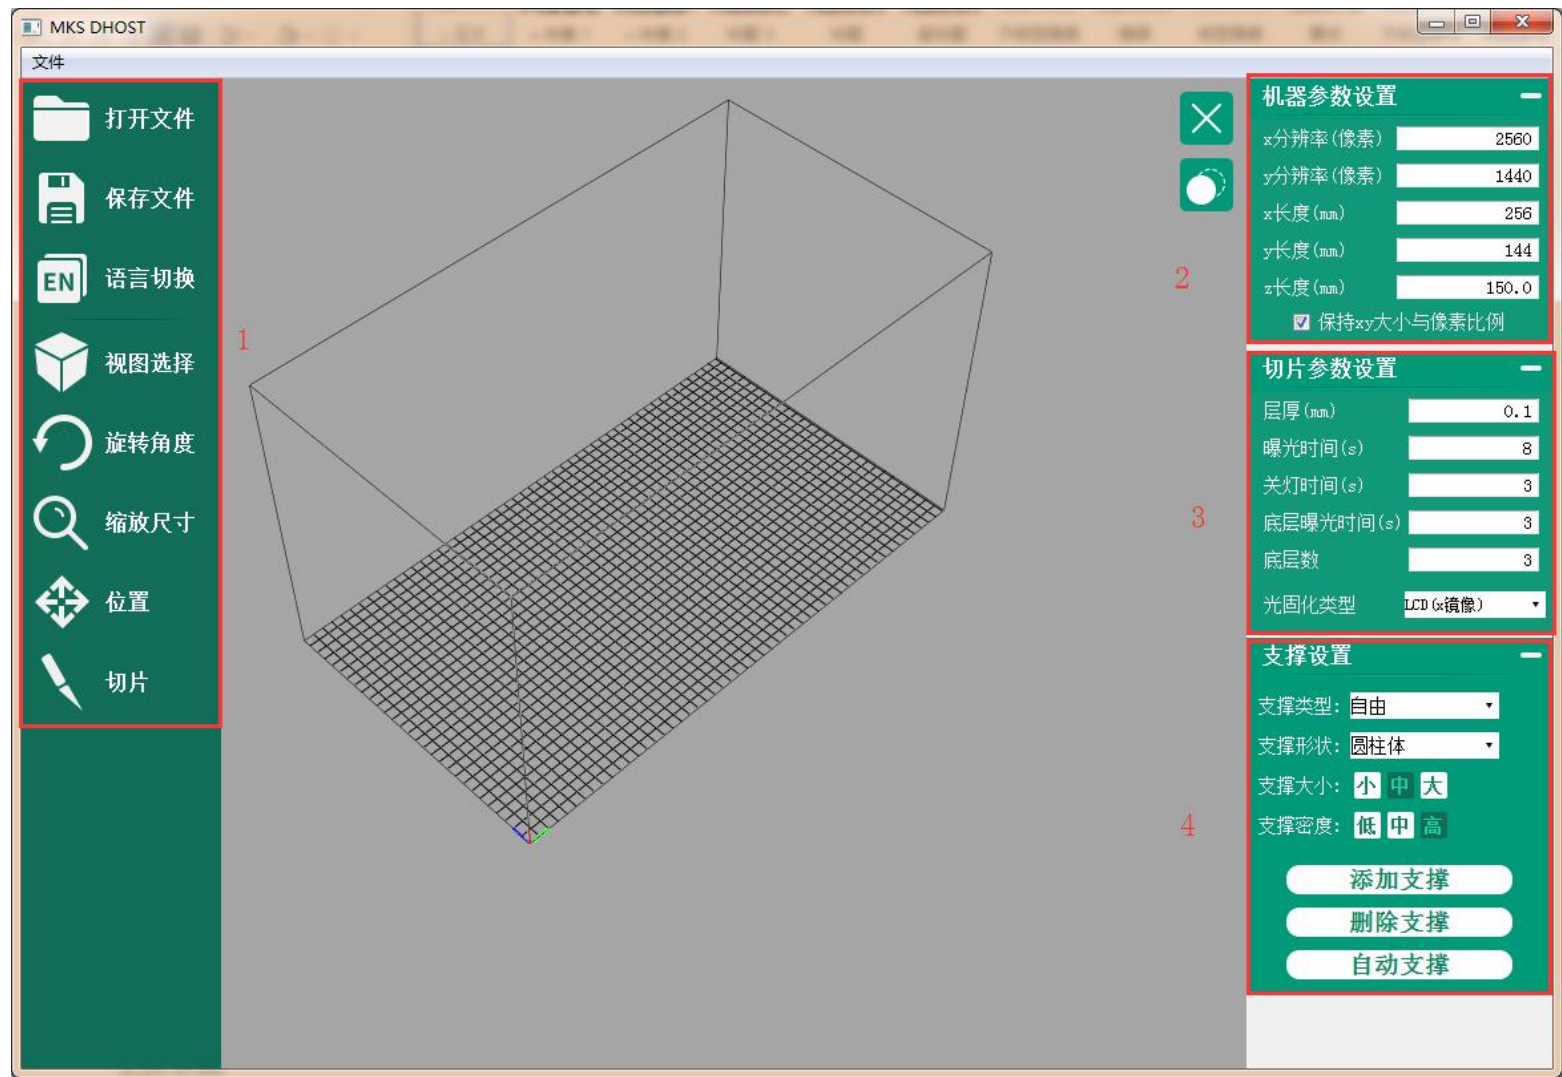 MKS DHOST
文件
打开文件
保存文件
EN 语言切换
视图选择
旋转角度
缩放尺寸
位置
切片
1
2
3
4
机器参数设置
x分辨率(像素) 2560
y分辨率(像素) 1440
x长度(mm) 256
y长度(mm) 144
z长度(mm) 150.0
保持xy大小与像素比例
切片参数设置
层厚(mm) 0.1
曝光时间(s) 8
关灯时间(s) 3
底层曝光时间(s) 3
底层数 3
光固化类型 LCD(x镜像)
支撑设置
支撑类型: 自由
支撑形状: 圆柱体
支撑大小: 小 中 大
支撑密度: 低 中 高
添加支撑
删除支撑
自动支撑